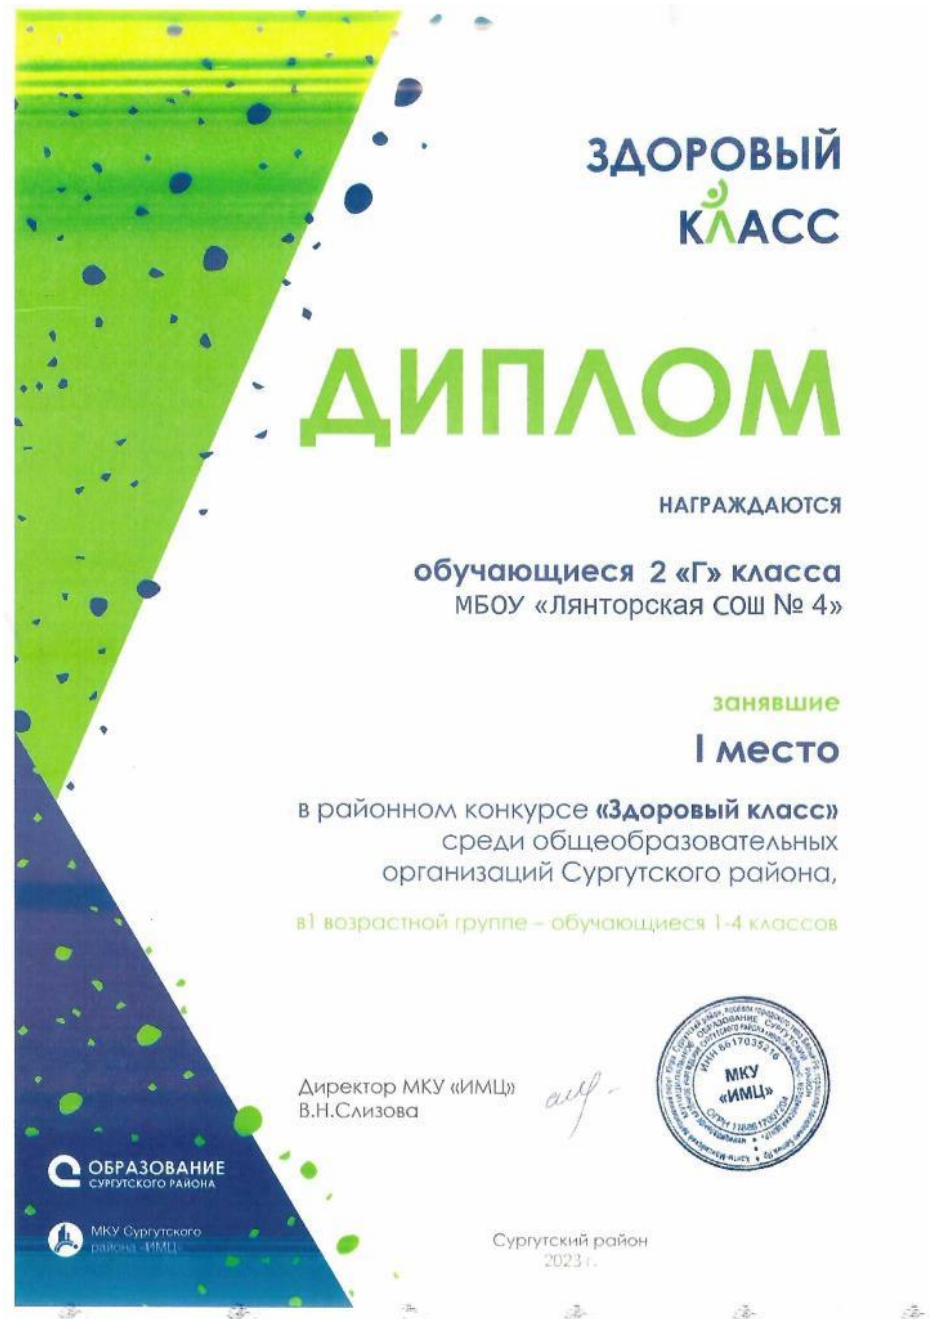 ЗДОРОВЫЙ
КЛАСС
ДИПЛОМ
НАГРАЖДАЮТСЯ
обучающиеся 2 «Г» класса
МБОУ «Лянторская СОШ № 4»
занявшие
I место
в районном конкурсе «Здоровый класс»
среди общеобразовательных
организаций Сургутского района,
в1 возрастной группе – обучающиеся 1-4 классов
Директор МКУ «ИМЦ»
В.Н.Слизова
ИНН 8617035216
МКУ
«ИМЦ»
ОБРАЗОВАНИЕ
СУРГУТСКОГО РАЙОНА
МКУ Сургутского
района «ИМЦ»
Сургутский район
2023 г.